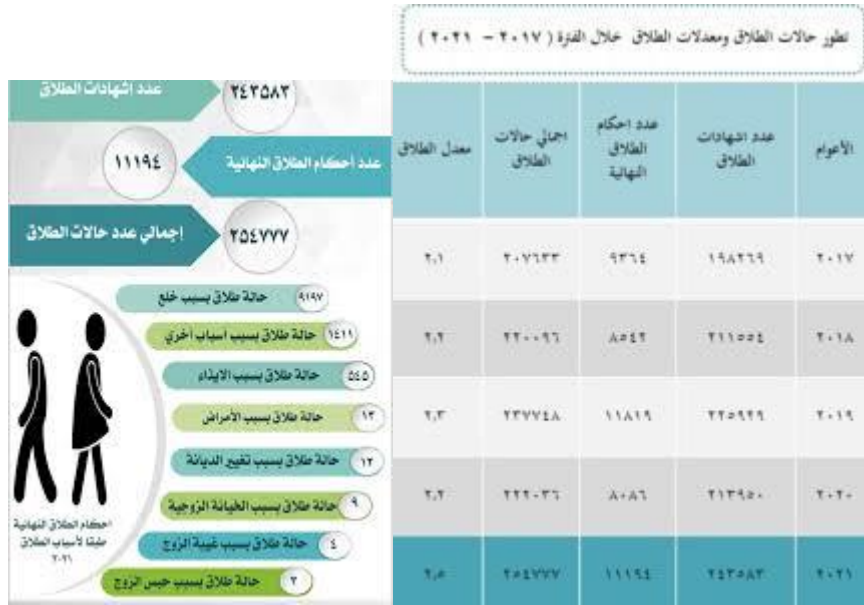 تطور حالات الطلاق ومعدلات الطلاق خلال الفترة ( ٢٠١٧ - ٢٠٢١ )
الأعوام عدد اشهادات الطلاق عدد احكام الطلاق النهائية اجمالي حالات الطلاق معدل الطلاق
٢٠١٧ ١٩٨٢٦٩ ٩٣٦٤ ٢٠٧٦٣٣ ٢,١
٢٠١٨ ٢١١٥٥٤ ٨٥٤٢ ٢٢٠٠٩٦ ٢,٢
٢٠١٩ ٢٢٥٩٢٩ ١١٨١٩ ٢٣٧٧٤٨ ٢,٣
٢٠٢٠ ٢١٣٩٥٠ ٨٠٨٦ ٢٢٢٠٣٦ ٢,٢
٢٠٢١ ٢٤٣٥٨٣ ١١١٩٤ ٢٥٤٧٧٧ ٢,٥
عدد اشهادات الطلاق
٢٤٣٥٨٣
عدد أحكام الطلاق النهائية
١١١٩٤
إجمالي عدد حالات الطلاق
٢٥٤٧٧٧
٩١٩٧ حالة طلاق بسبب خلع
١٤١١ حالة طلاق بسبب أسباب أخري
٥٤٥ حالة طلاق بسبب الايذاء
١٣ حالة طلاق بسبب الأمراض
١٢ حالة طلاق بسبب تغيير الديانة
٩ حالة طلاق بسبب الخيانة الزوجية
٤ حالة طلاق بسبب غيبة الزوج
٣ حالة طلاق بسبب حبس الزوج
احكام الطلاق النهائية
طبقا لأسباب الطلاق
٢٠٢١